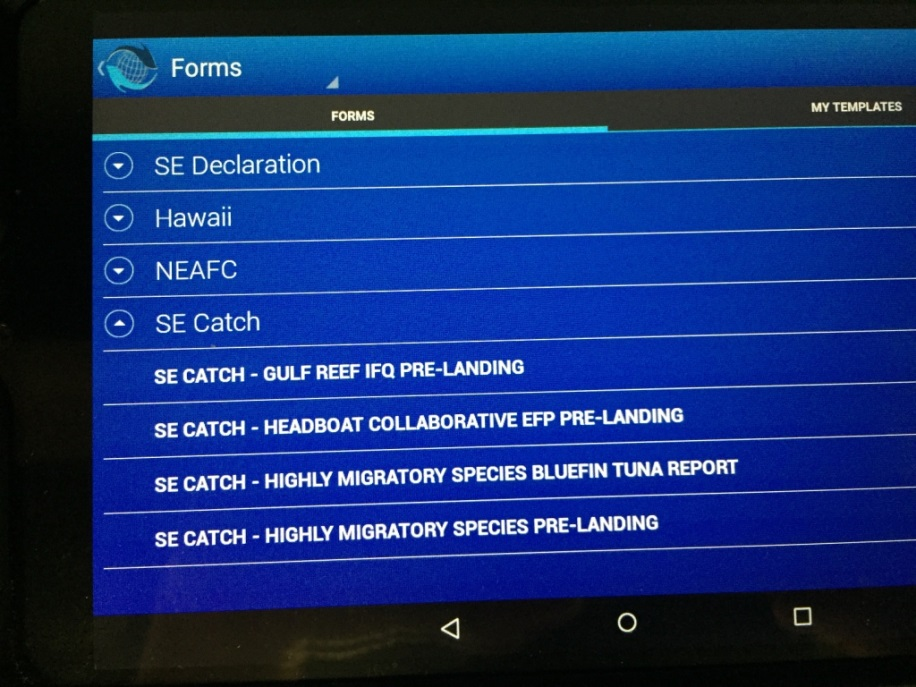 Forms
FORMS
MY TEMPLATES
SE Declaration
Hawaii
NEAFC
SE Catch
SE CATCH - GULF REEF IFQ PRE-LANDING
SE CATCH - HEADBOAT COLLABORATIVE EFP PRE-LANDING
SE CATCH - HIGHLY MIGRATORY SPECIES BLUEFIN TUNA REPORT
SE CATCH - HIGHLY MIGRATORY SPECIES PRE-LANDING